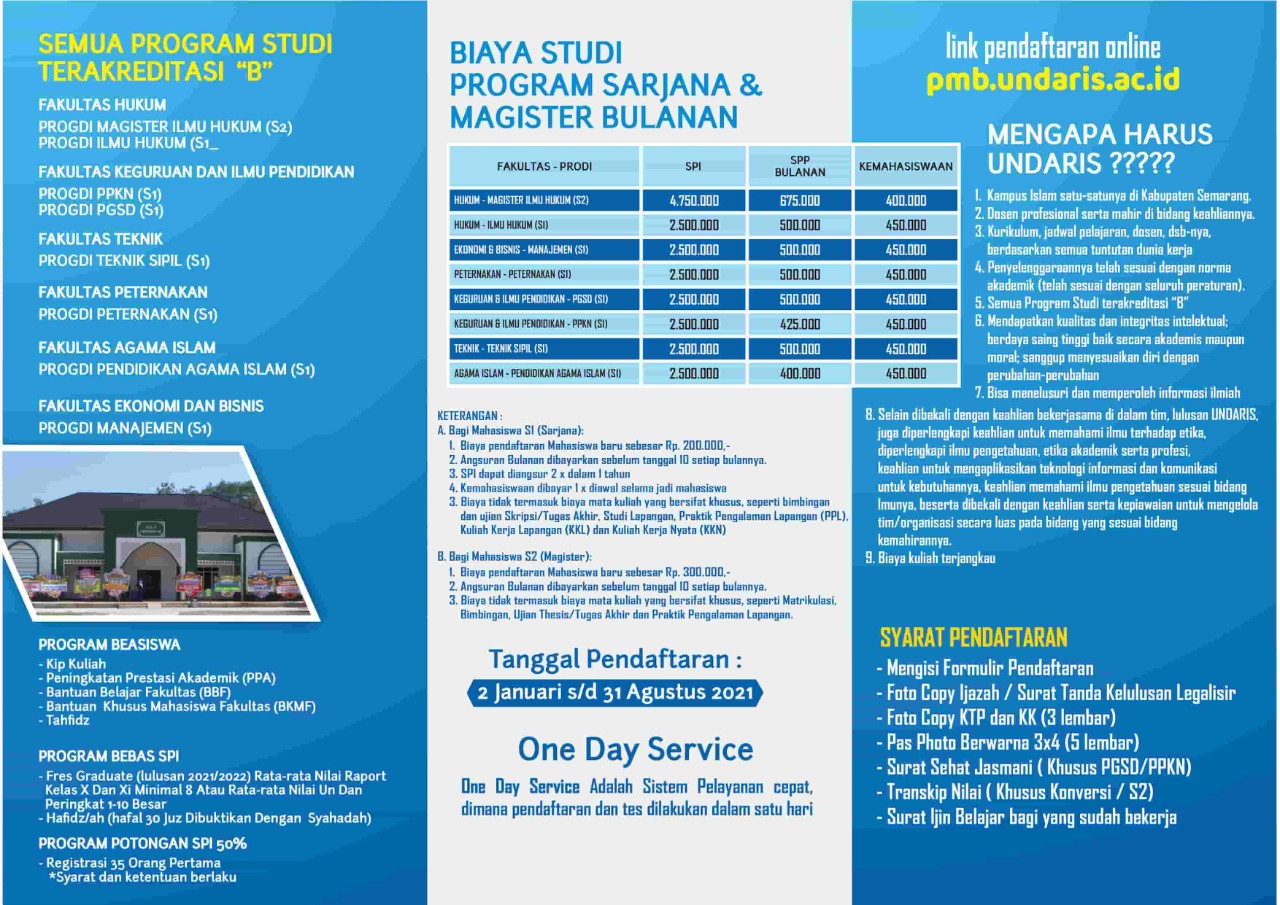 SEMUA PROGRAM STUDI
TERAKREDITASI "B"
FAKULTAS HUKUM
PROGDI MAGISTER ILMU HUKUM (S2)
PROGDI ILMU HUKUM (S1_
FAKULTAS KEGURUAN DAN ILMU PENDIDIKAN
PROGDI PPKN (S1)
PROGDI PGSD (S1)
FAKULTAS TEKNIK
PROGDI TEKNIK SIPIL (S1)
FAKULTAS PETERNAKAN
PROGDI PETERNAKAN (S1)
FAKULTAS AGAMA ISLAM
PROGDI PENDIDIKAN AGAMA ISLAM (S1)
FAKULTAS EKONOMI DAN BISNIS
PROGDI MANAJEMEN (S1)
PROGRAM BEASISWA
- Kip Kuliah
- Peningkatan Prestasi Akademik (PPA)
- Bantuan Belajar Fakultas (BBF)
- Bantuan Khusus Mahasiswa Fakultas (BKMF)
- Tahfidz
PROGRAM BEBAS SPI
- Fres Graduate (lulusan 2021/2022) Rata-rata Nilai Raport
Kelas X Dan Xi Minimal 8 Atau Rata-rata Nilai Un Dan
Peringkat 1-10 Besar
- Hafidz/ah (hafal 30 Juz Dibuktikan Dengan Syahadah)
PROGRAM POTONGAN SPI 50%
- Registrasi 35 Orang Pertama
*Syarat dan ketentuan berlaku
BIAYA STUDI
PROGRAM SARJANA &
MAGISTER BULANAN
FAKULTAS - PRODI SPI SPP BULANAN KEMAHASISWAAN
HUKUM - MAGISTER ILMU HUKUM (S2) 4.750.000 675.000 400.000
HUKUM - ILMU HUKUM (S1) 2.500.000 500.000 450.000
EKONOMI & BISNIS - MANAJEMEN (S1) 2.500.000 500.000 450.000
PETERNAKAN - PETERNAKAN (S1) 2.500.000 500.000 450.000
KEGURUAN & ILMU PENDIDIKAN - PGSD (S1) 2.500.000 500.000 450.000
KEGURUAN & ILMU PENDIDIKAN - PPKN (S1) 2.500.000 425.000 450.000
TEKNIK - TEKNIK SIPIL (S1) 2.500.000 500.000 450.000
AGAMA ISLAM - PENDIDIKAN AGAMA ISLAM (S1) 2.500.000 400.000 450.000
KETERANGAN :
A. Bagi Mahasiswa S1 (Sarjana):
1. Biaya pendaftaran Mahasiswa baru sebesar Rp. 200.000,-
2. Angsuran Bulanan dibayarkan sebelum tanggal 10 setiap bulannya.
3. SPI dapat diangsur 2 x dalam 1 tahun
4. Kemahasiswaan dibayar 1 x diawal selama jadi mahasiswa
3. Biaya tidak termasuk biaya mata kuliah yang bersifat khusus, seperti bimbingan
dan ujian Skripsi/Tugas Akhir, Studi Lapangan, Praktik Pengalaman Lapangan (PPL),
Kuliah Kerja Lapangan (KKL) dan Kuliah Kerja Nyata (KKN)
B. Bagi Mahasiswa S2 (Magister):
1. Biaya pendaftaran Mahasiswa baru sebesar Rp. 300.000,-
2. Angsuran Bulanan dibayarkan sebelum tanggal 10 setiap bulannya.
3. Biaya tidak termasuk biaya mata kuliah yang bersifat khusus, seperti Matrikulasi,
Bimbingan, Ujian Thesis/Tugas Akhir dan Praktik Pengalaman Lapangan.
Tanggal Pendaftaran :
2 Januari s/d 31 Agustus 2021
One Day Service
One Day Service Adalah Sistem Pelayanan cepat,
dimana pendaftaran dan tes dilakukan dalam satu hari
link pendaftaran online
pmb.undaris.ac.id
MENGAPA HARUS
UNDARIS ?????
1. Kampus Islam satu-satunya di Kabupaten Semarang.
2. Dosen profesional serta mahir di bidang keahliannya.
3. Kurikulum, jadwal pelajaran, dosen, dsb-nya,
berdasarkan semua tuntutan dunia kerja
4. Penyelenggaraannya telah sesuai dengan norma
akademik (telah sesuai dengan seluruh peraturan).
5. Semua Program Studi terakreditasi "B"
6. Mendapatkan kualitas dan integritas intelektual;
berdaya saing tinggi baik secara akademis maupun
moral; sanggup menyesuaikan diri dengan
perubahan-perubahan
7. Bisa menelusuri dan memperoleh informasi ilmiah
8. Selain dibekali dengan keahlian bekerjasama di dalam tim, lulusan UNDARIS,
juga diperlengkapi keahlian untuk memahami ilmu terhadap etika,
diperlengkapi ilmu pengetahuan, etika akademik serta profesi,
keahlian untuk mengaplikasikan teknologi informasi dan komunikasi
untuk kebutuhannya, keahlian memahami ilmu pengetahuan sesuai bidang
lmunya, beserta dibekali dengan keahlian serta kepiawaian untuk mengelola
tim/organisasi secara luas pada bidang yang sesuai bidang
kemahirannya.
9. Biaya kuliah terjangkau
SYARAT PENDAFTARAN
- Mengisi Formulir Pendaftaran
- Foto Copy Ijazah / Surat Tanda Kelulusan Legalisir
- Foto Copy KTP dan KK (3 lembar)
- Pas Photo Berwarna 3x4 (5 lembar)
- Surat Sehat Jasmani ( Khusus PGSD/PPKN)
- Transkip Nilai ( Khusus Konversi / S2)
- Surat Ijin Belajar bagi yang sudah bekerja